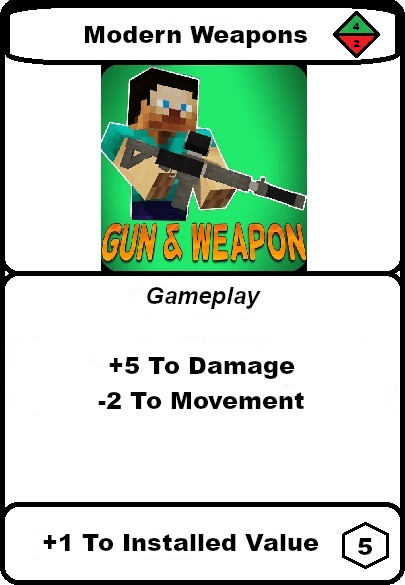 Modern Weapons
4
2
GUN & WEAPON
Gameplay
+5 To Damage
-2 To Movement
+1 To Installed Value
5